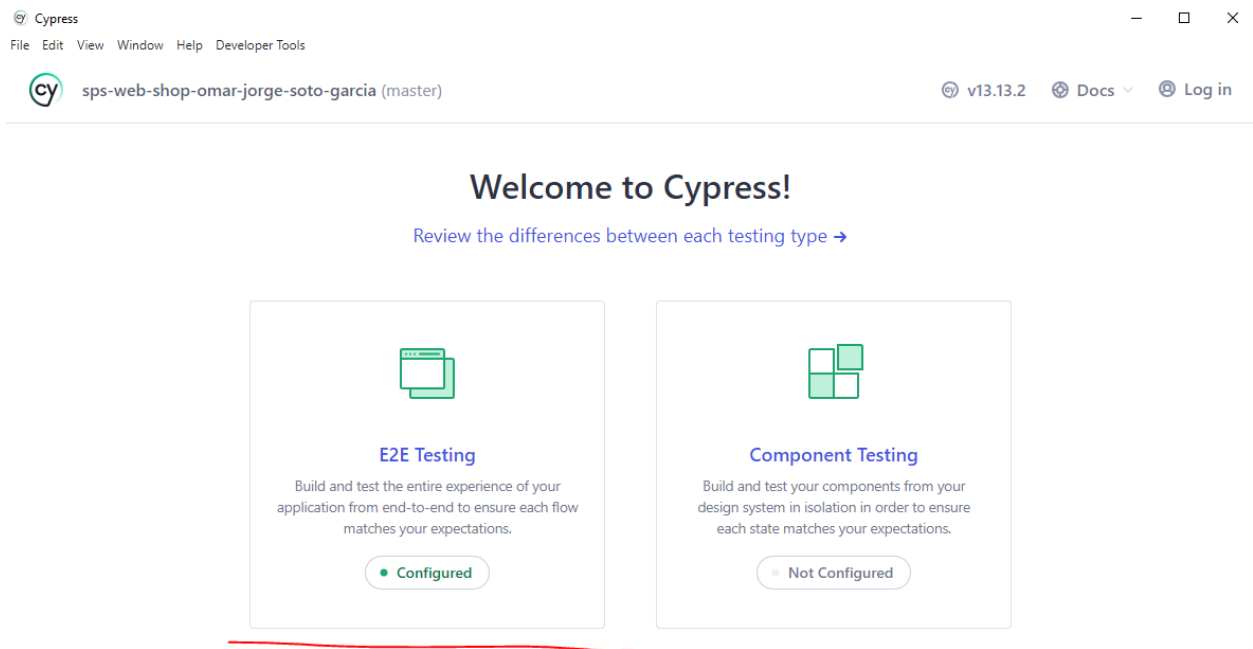 Cypress
File Edit View Window Help Developer Tools
cy sps-web-shop-omar-jorge-soto-garcia (master) v13.13.2 Docs Log in
Welcome to Cypress!
Review the differences between each testing type →
E2E Testing
Build and test the entire experience of your
application from end-to-end to ensure each flow
matches your expectations.
Configured
Component Testing
Build and test your components from your
design system in isolation in order to ensure
each state matches your expectations.
Not Configured